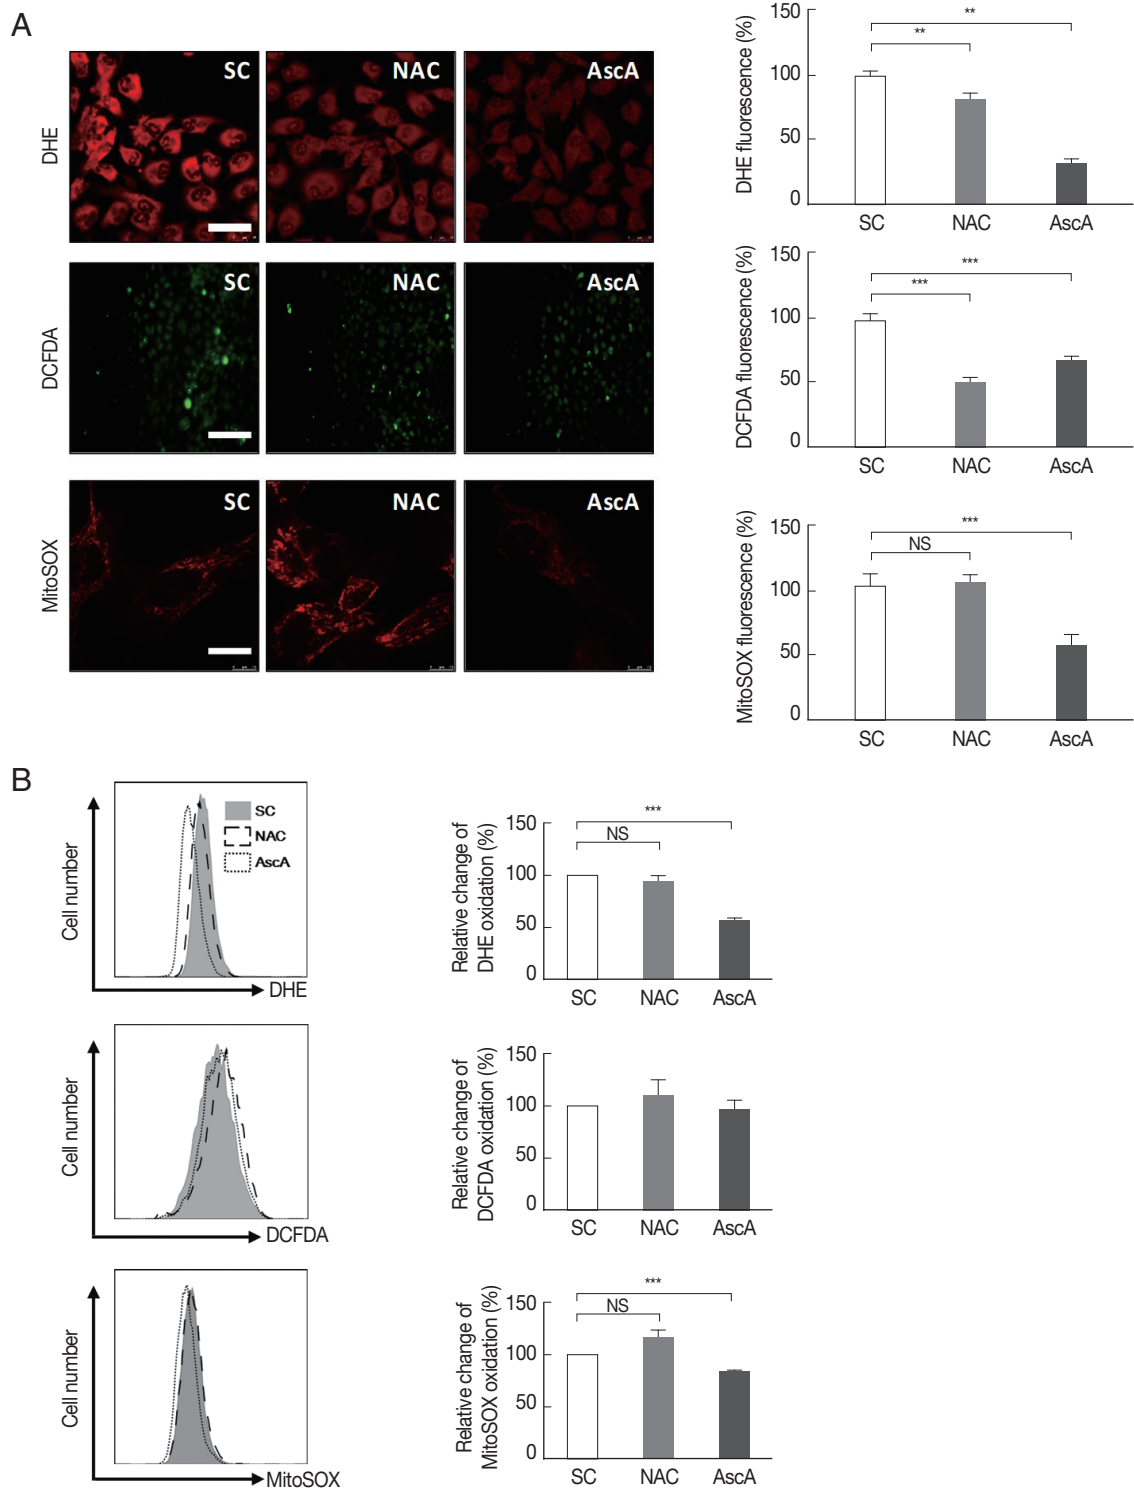 A
SC
NAC
AscA
DHE
SC
NAC
AscA
DCFDA
SC
NAC
AscA
MitoSOX
DHE fluorescence (%)
150
100
50
0
**
**
SC
NAC
AscA
DCFDA fluorescence (%)
150
100
50
0
***
***
SC
NAC
AscA
MitoSOX fluorescence (%)
150
100
50
0
***
NS
SC
NAC
AscA
B
Cell number
SC
NAC
AscA
DHE
Relative change of
DHE oxidation (%)
150
100
50
0
***
NS
SC
NAC
AscA
Cell number
DCFDA
Relative change of
DCFDA oxidation (%)
150
100
50
0
SC
NAC
AscA
Cell number
MitoSOX
Relative change of
MitoSOX oxidation (%)
150
100
50
0
***
NS
SC
NAC
AscA